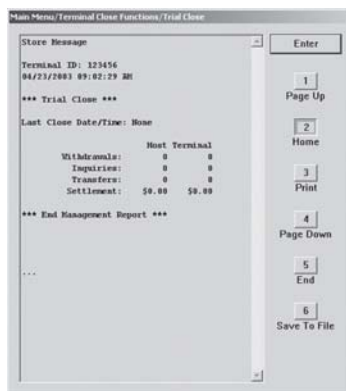 Main Menu/Terminal Close Functions/Trial Close
Store Message
Terminal ID: 123456
04/23/2003 09:02:29 AM
*** Trial Close ***
Last Close Date/Time: None
Host Terminal
Withdrawals: 0 0
Inquiries: 0 0
Transfers: 0 0
Settlement: $0.00 $0.00
*** End Management Report ***
...
Enter
1
Page Up
2
Home
3
Print
4
Page Down
5
End
6
Save To File